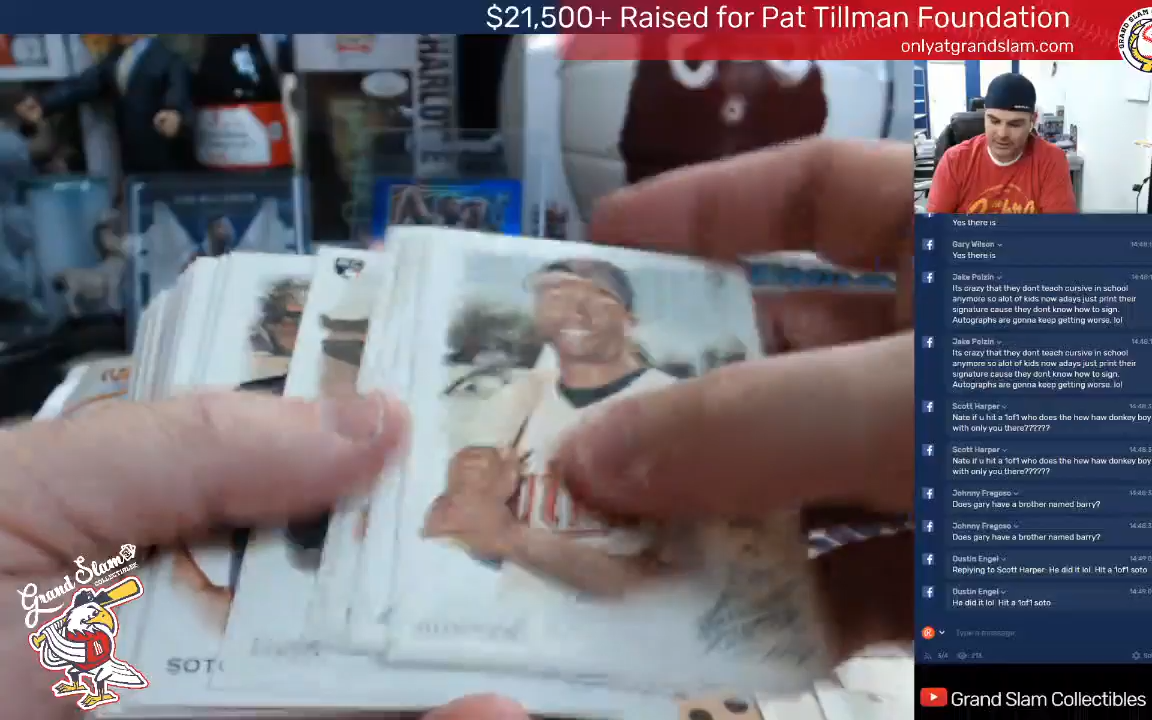 $21,500+ Raised for Pat Tillman Foundation
onlyatgrandslam.com
GRAND SLAM
CHARLOTTE
Yes there is
Gary Wilson
Yes there is
Jake Polzin
Its crazy that they dont teach cursive in school
anymore so alot of kids now adays just print their
signature cause they dont know how to sign.
Autographs are gonna keep getting worse. lol
Jake Polzin
Its crazy that they dont teach cursive in school
anymore so alot of kids now adays just print their
signature cause they dont know how to sign.
Autographs are gonna keep getting worse. lol
Scott Harper
Nate if u hit a 1of1 who does the hew haw donkey boy
with only you there??????
Scott Harper
Nate if u hit a 1of1 who does the hew haw donkey boy
with only you there??????
Johnny Fregoso
Does gary have a brother named barry?
Johnny Fregoso
Does gary have a brother named barry?
Dustin Engel
Replying to Scott Harper: He did it lol. Hit a 1of1 soto
Dustin Engel
He did it lol. Hit a 1of1 soto
Type a message
3/4
SOTO
Grand Slam
COLLECTIBLES
Grand Slam Collectibles